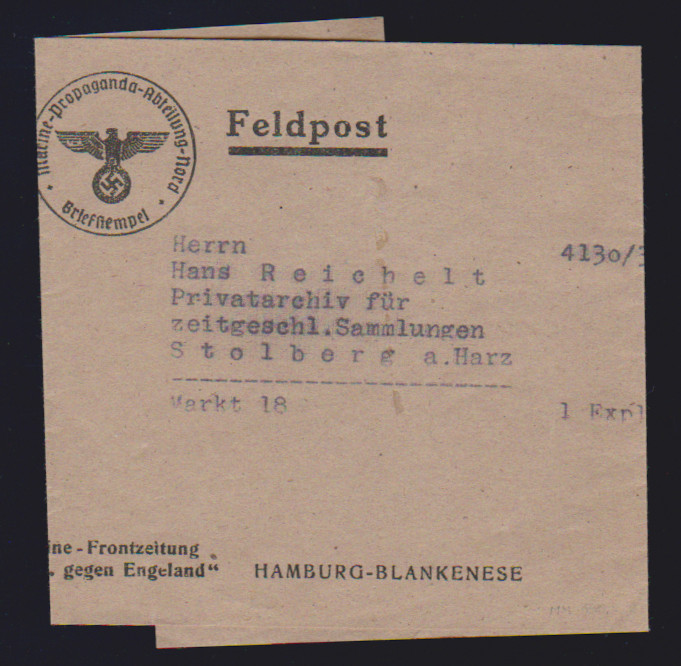 Marine-Propaganda-Abteilung-Nord
Briefstempel
Feldpost
Herrn
4130/3
Hans Reichelt
Privatarchiv für
zeitgeschl.Sammlungen
Stolberg a.Harz
Markt 18
1 Expl
ine-Frontzeitung
. gegen Engeland“ HAMBURG-BLANKENESE